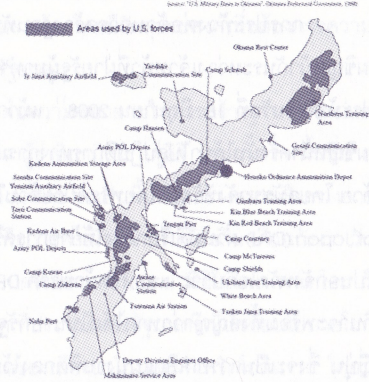 Source: "U.S. Military Bases in Okinawa", Okinawa Prefectural Government, 1998
Areas used by U.S. forces
Okuma Rest Center
Yaedake
Communication Site
Ie Jima Auxiliary Airfield
Camp Schwab
Northern Training
Area
Camp Hansen
Gesaji Communication
Site
Army POL Depots
Kadena Ammunition Storage Area
Henoko Ordnance Ammunition Depot
Senaha Communication Site
Yomitan Auxiliary Airfield
Sobe Communication Site
Torii Communication
Station
Ginbaru Training Area
Kin Blue Beach Training Area
Kin Red Beach Training Area
Yengan Pier
Kadena Air Base
Camp Courtney
Army POL Depots
Camp McTureous
Camp Shields
Camp Kuwae
Awase
Communication
Station
Ukibaru Jima Training Area
Camp Zukeran
White Beach Area
Futenma Air Station
Tsuken Jima Training Area
Naha Port
Deputy Division Engineer Office
Makiminato Service Area